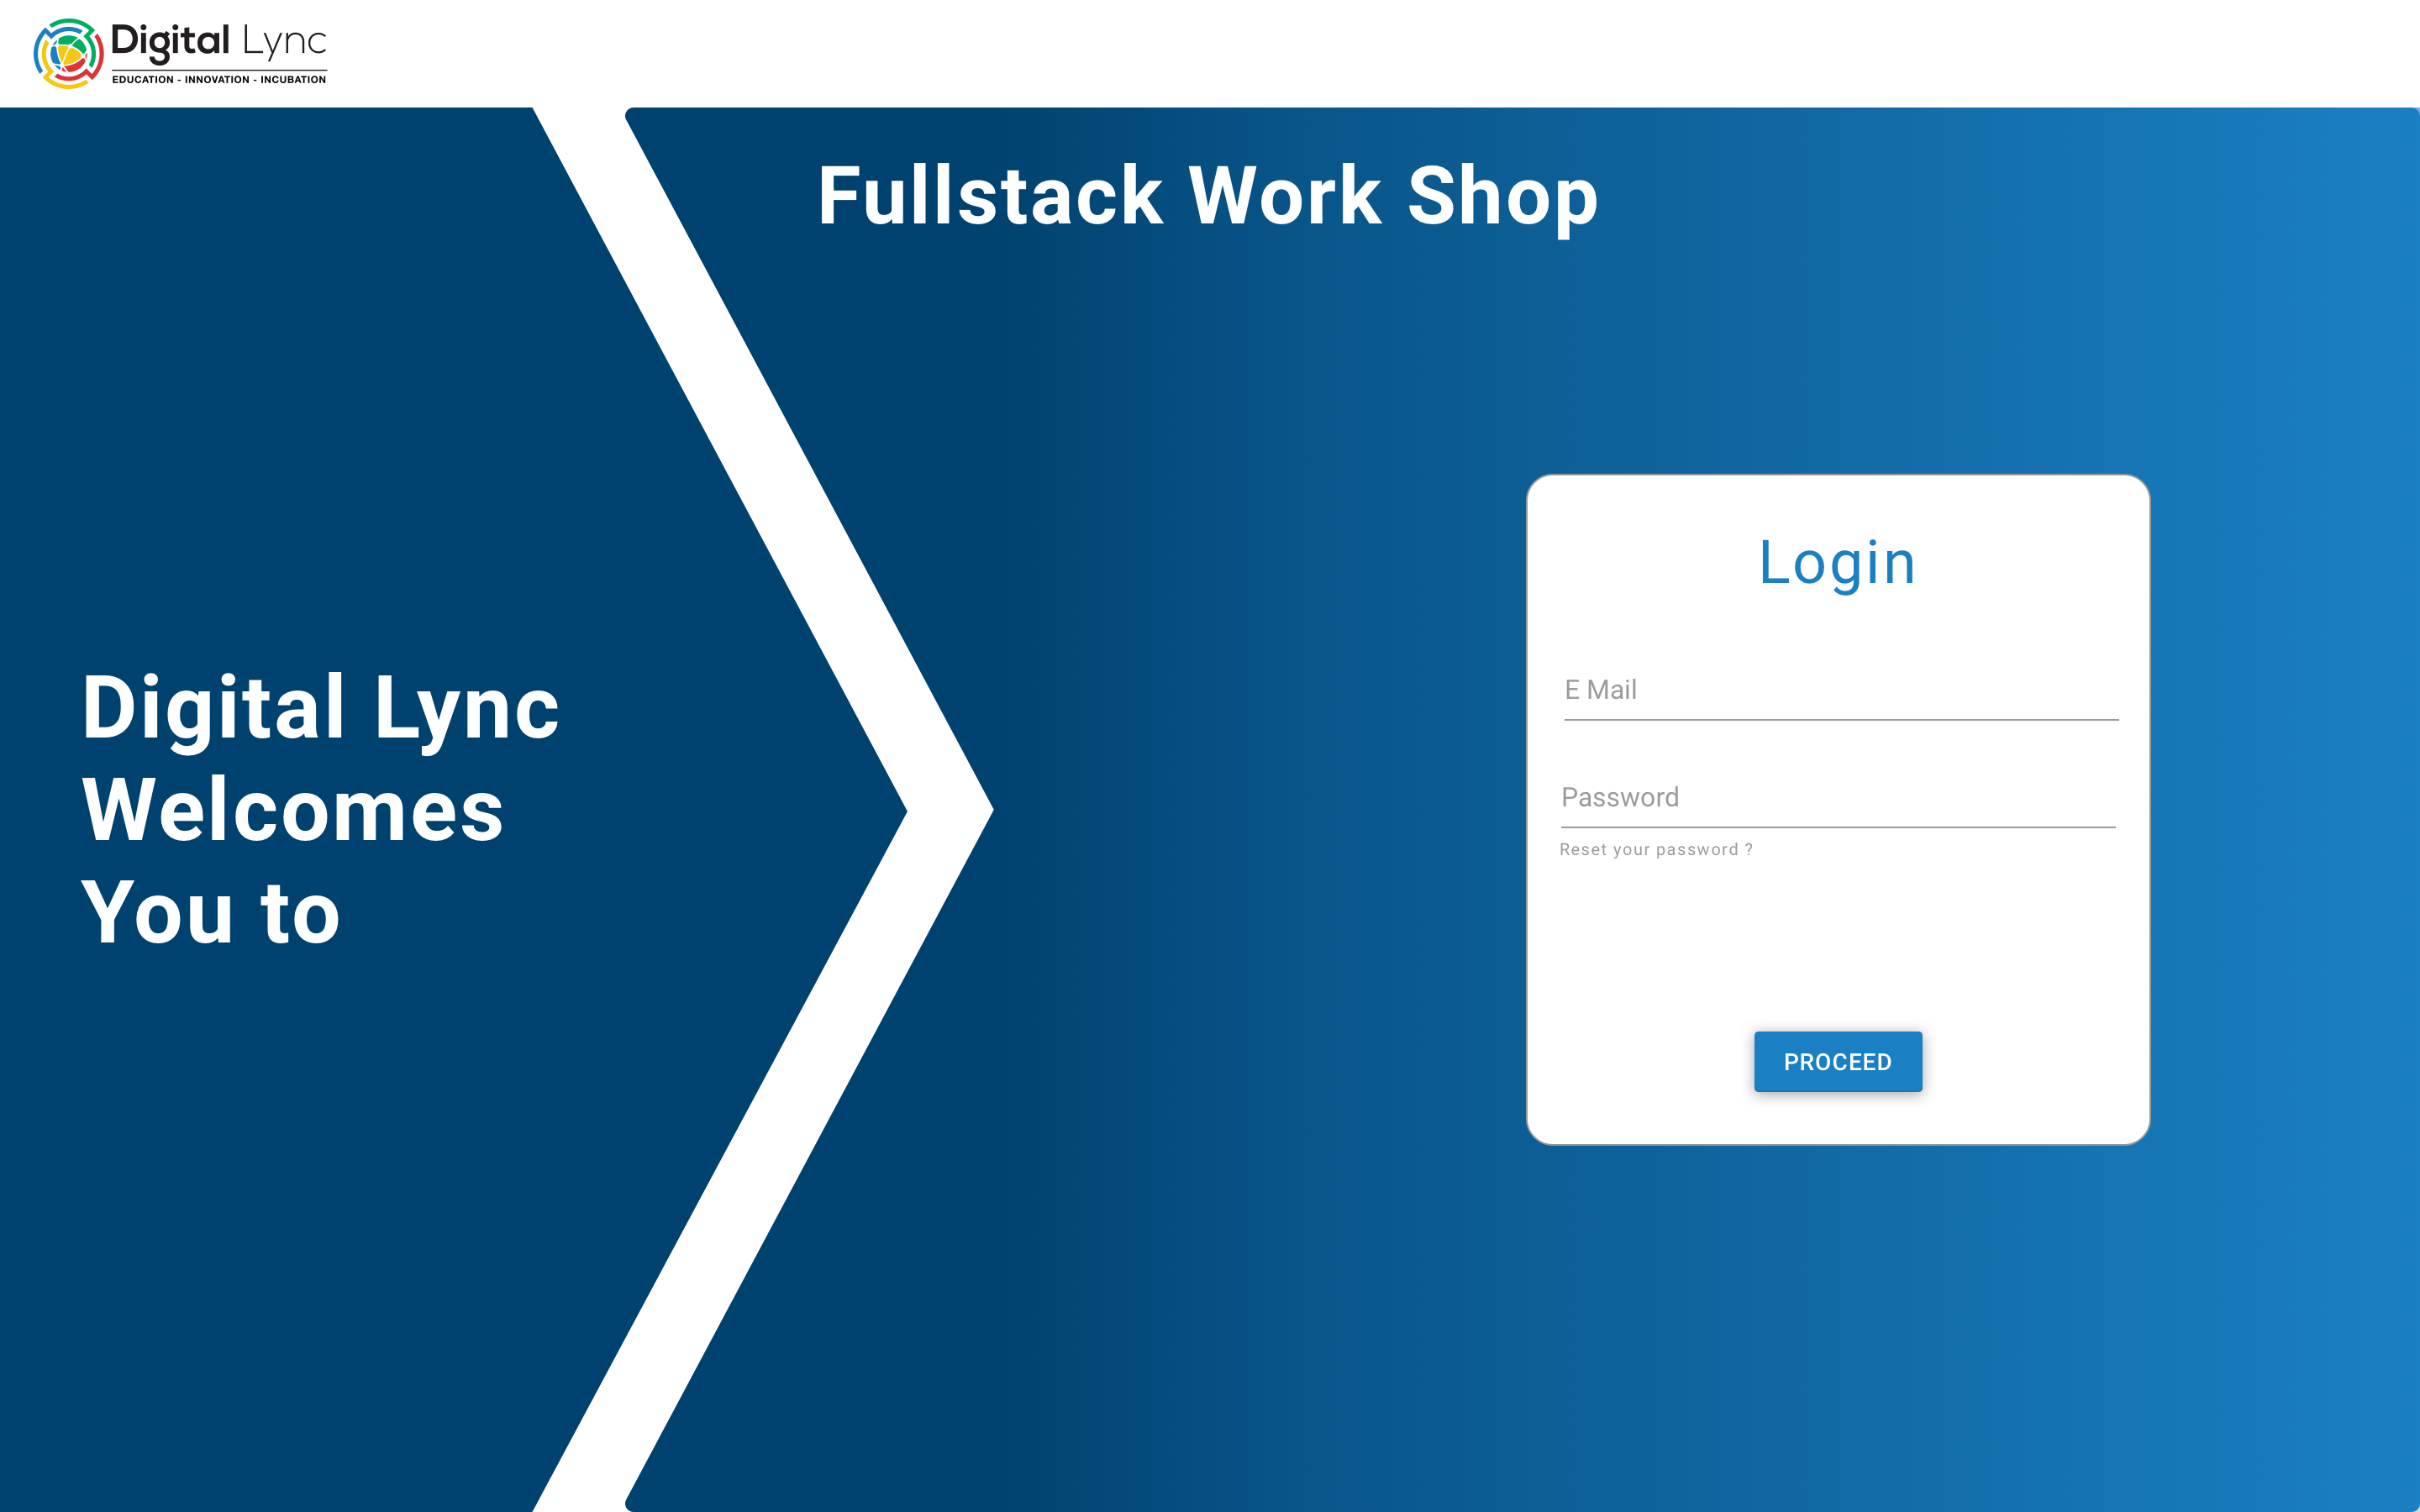 Digital Lync
EDUCATION - INNOVATION - INCUBATION
Fullstack Work Shop
Digital Lync
Welcomes
You to
Login
E Mail
Password
Reset your password ?
PROCEED